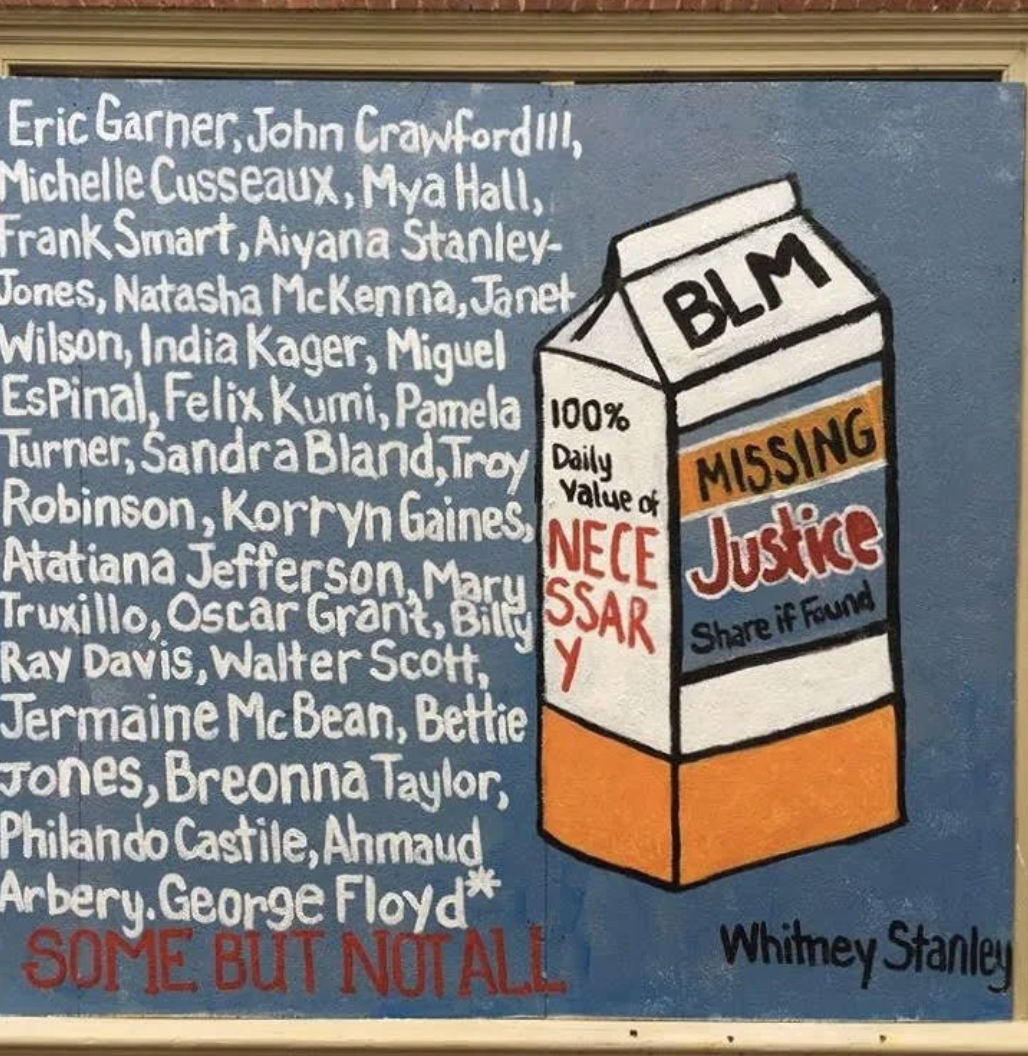 Eric Garner, John Crawford III,
Michelle Cusseaux, Mya Hall,
Frank Smart, Aiyana Stanley-
Jones, Natasha McKenna, Janet
Wilson, India Kager, Miguel
EsPinal, Felix Kumi, Pamela
Turner, Sandra Bland, Troy
Robinson, Korryn Gaines,
Atatiana Jefferson, Mary
Truxillo, Oscar Grant, Billy
Ray Davis, Walter Scott,
Jermaine McBean, Bettie
Jones, Breonna Taylor,
Philando Castile, Ahmaud
Arbery. George Floyd*
SOME BUT NOT ALL
BLM
100%
Daily
Value of
NECE
SSAR
Y
MISSING
Justice
Share if Found
Whitney Stanley